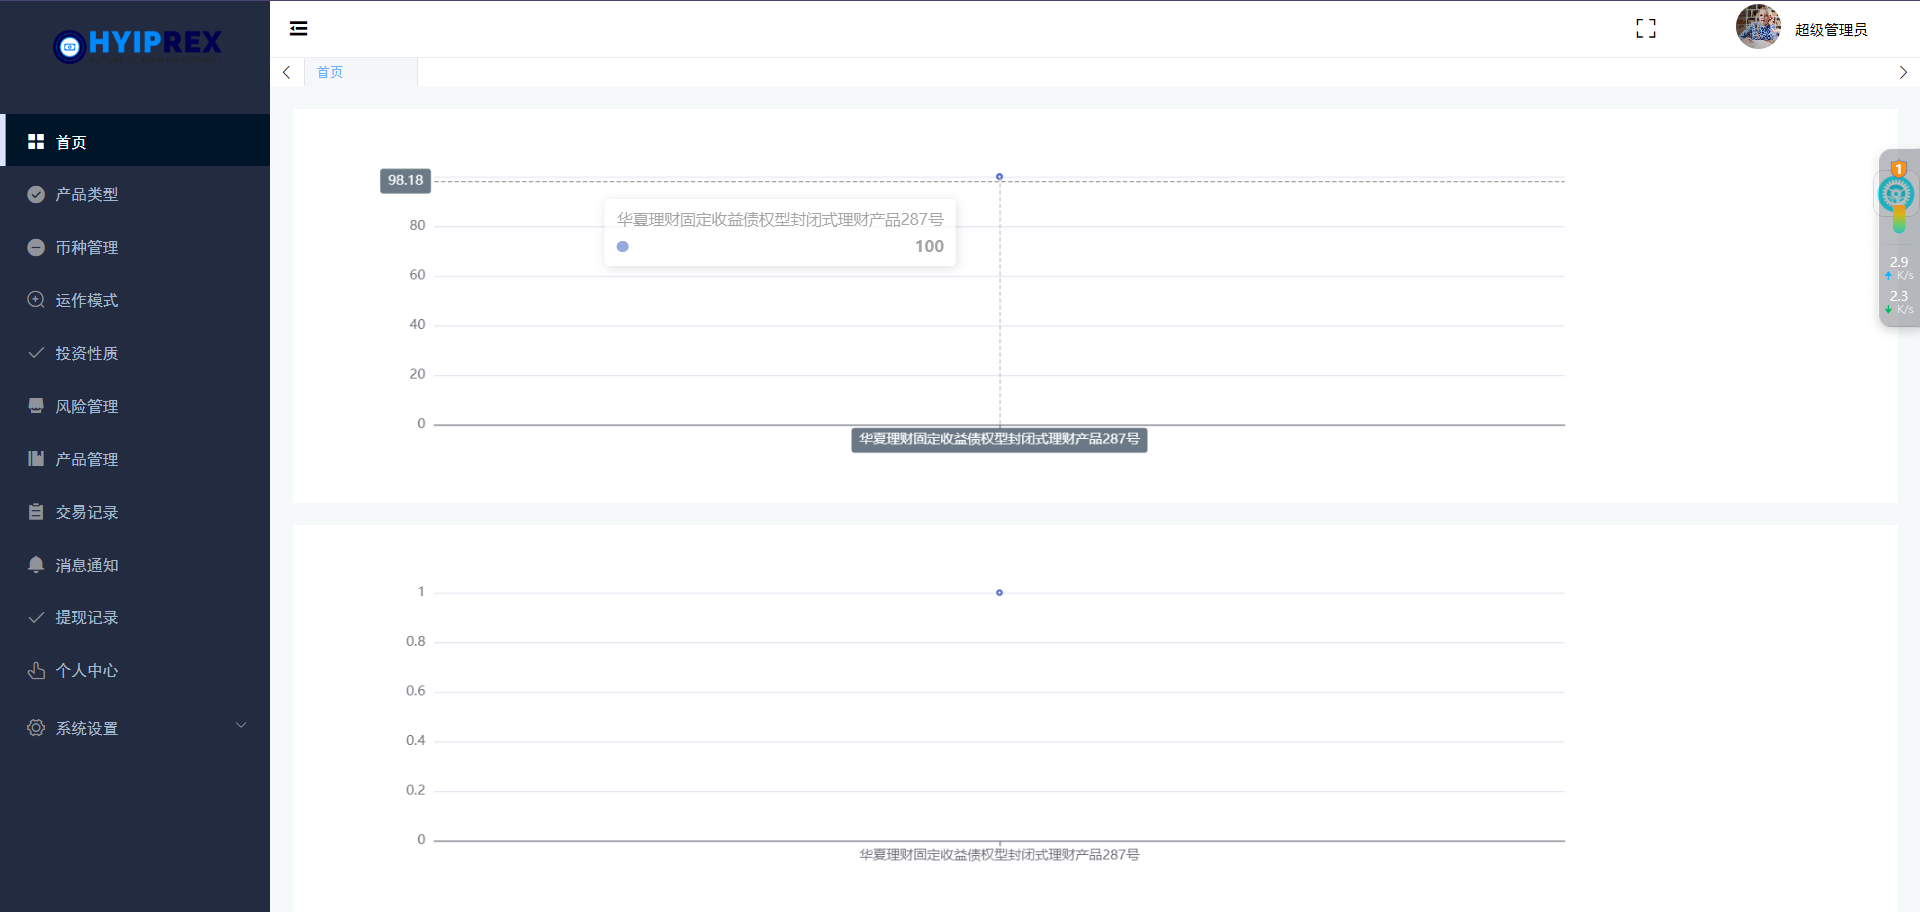 HYIPREX
超级管理员
首页
首页
产品类型
币种管理
运作模式
投资性质
风险管理
产品管理
交易记录
消息通知
提现记录
个人中心
系统设置
98.18
80
60
40
20
0
华夏理财固定收益债权型封闭式理财产品287号
100
华夏理财固定收益债权型封闭式理财产品287号
1
0.8
0.6
0.4
0.2
0
华夏理财固定收益债权型封闭式理财产品287号
1
2.9
K/s
2.3
K/s